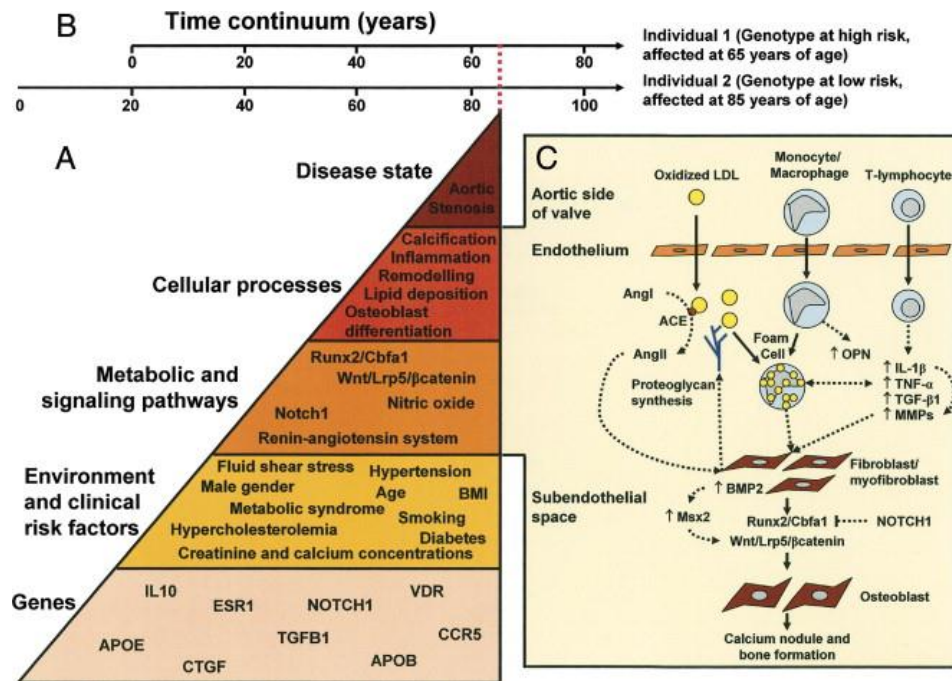 B
Time continuum (years)
0 20 40 60 80
Individual 1 (Genotype at high risk,
affected at 65 years of age)
0 20 40 60 80 100
Individual 2 (Genotype at low risk,
affected at 85 years of age)
A
Disease state
Aortic
Stenosis
Cellular processes
Calcification
Inflammation
Remodelling
Lipid deposition
Osteoblast
differentiation
Metabolic and
signaling pathways
Runx2/Cbfa1
Wnt/Lrp5/βcatenin
Nitric oxide
Notch1
Renin-angiotensin system
Environment
and clinical
risk factors
Fluid shear stress
Hypertension
Male gender
Age
BMI
Metabolic syndrome
Smoking
Hypercholesterolemia
Diabetes
Creatinine and calcium concentrations
Genes
IL10
ESR1
NOTCH1
VDR
APOE
TGFB1
CCR5
CTGF
APOB
C
Oxidized LDL
Monocyte/
Macrophage
T-lymphocyte
Aortic side
of valve
Endothelium
AngI
ACE
AngII
Foam
Cell
↑ OPN
↑ IL-1β
↑ TNF-α
↑ TGF-β1
↑ MMPs
Proteoglycan
synthesis
Fibroblast/
myofibroblast
Subendothelial
space
↑ BMP2
↑ Msx2
Runx2/Cbfa1
NOTCH1
Wnt/Lrp5/βcatenin
Osteoblast
Calcium nodule and
bone formation